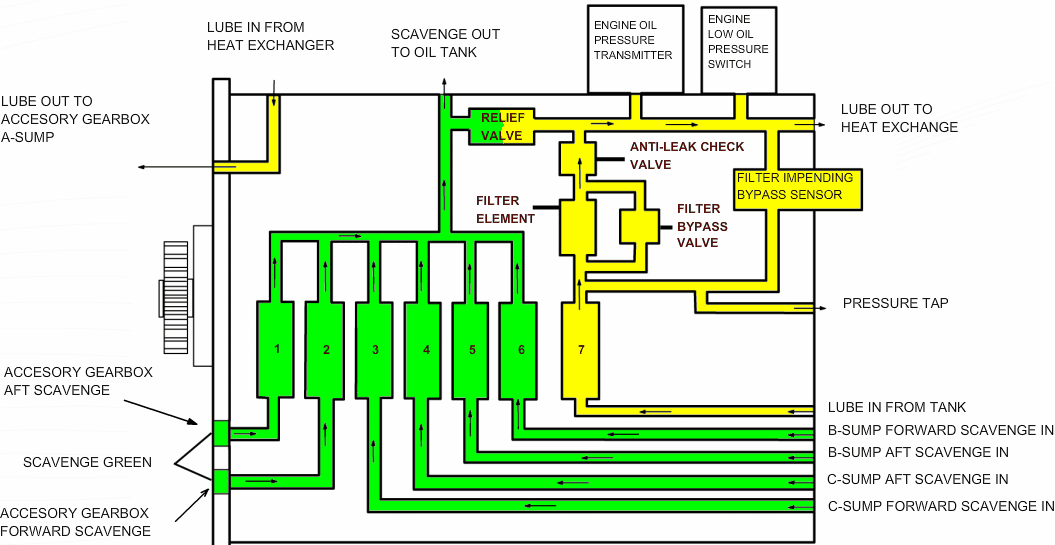 LUBE IN FROM
HEAT EXCHANGER
SCAVENGE OUT
TO OIL TANK
ENGINE OIL
PRESSURE
TRANSMITTER
ENGINE
LOW OIL
PRESSURE
SWITCH
LUBE OUT TO
ACCESORY GEARBOX
A-SUMP
RELIEF
VALVE
LUBE OUT TO
HEAT EXCHANGE
ANTI-LEAK CHECK
VALVE
FILTER IMPENDING
BYPASS SENSOR
FILTER
ELEMENT
FILTER
BYPASS
VALVE
PRESSURE TAP
1
2
3
4
5
6
7
ACCESORY GEARBOX
AFT SCAVENGE
LUBE IN FROM TANK
B-SUMP FORWARD SCAVENGE IN
B-SUMP AFT SCAVENGE IN
SCAVENGE GREEN
C-SUMP AFT SCAVENGE IN
C-SUMP FORWARD SCAVENGE IN
ACCESORY GEARBOX
FORWARD SCAVENGE